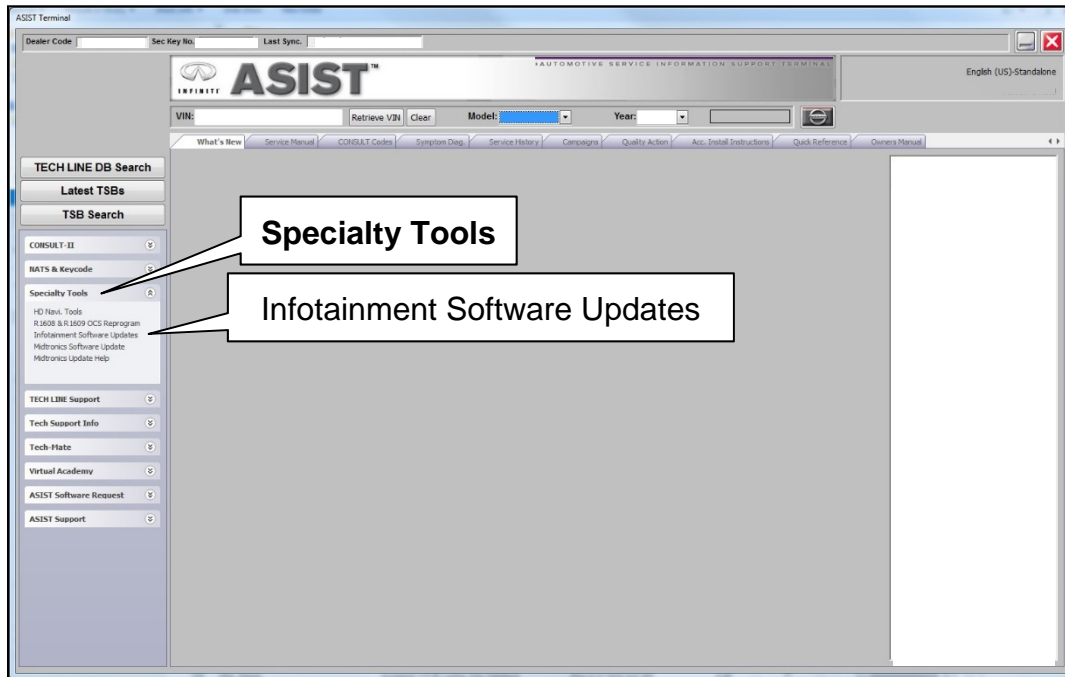 ASIST Terminal
Dealer Code Sec Key No. Last Sync.
INFINITI ASIST™
AUTOMOTIVE SERVICE INFORMATION SUPPORT TERMINAL
English (US)-Standalone
VIN: Retrieve VIN Clear Model: Year:
What's New Service Manual CONSULT Codes Symptom Diag. Service History Campaigns Quality Action Acc. Install Instructions Quick Reference Owners Manual
TECH LINE DB Search
Latest TSBs
TSB Search
CONSULT-II
NATS & Keycode
Specialty Tools
HD Navi. Tools
R.1608 & R.1609 OCS Reprogram
Infotainment Software Updates
Midtronics Software Update
Midtronics Update Help
TECH LINE Support
Tech Support Info
Tech-Mate
Virtual Academy
ASIST Software Request
ASIST Support
Specialty Tools
Infotainment Software Updates